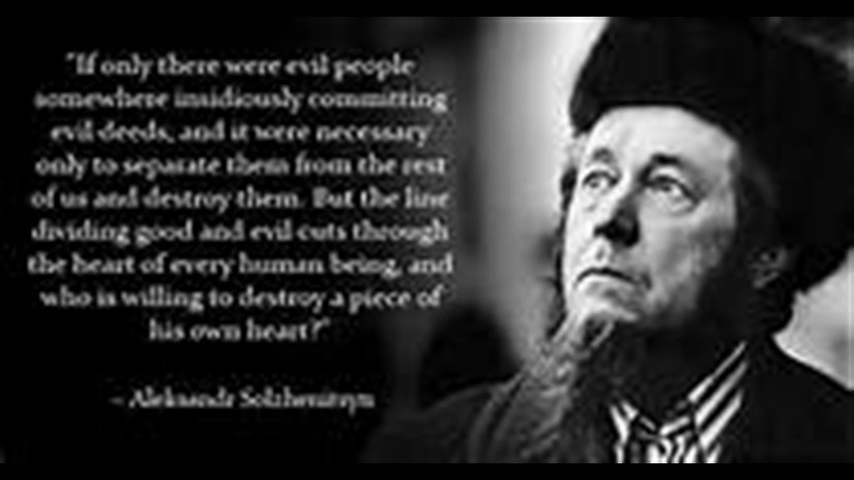 "If only there were evil people
somewhere insidiously committing
evil deeds, and it were necessary
only to separate them from the rest
of us and destroy them. But the line
dividing good and evil cuts through
the heart of every human being, and
who is willing to destroy a piece of
his own heart?"
– Aleksandr Solzhenitsyn